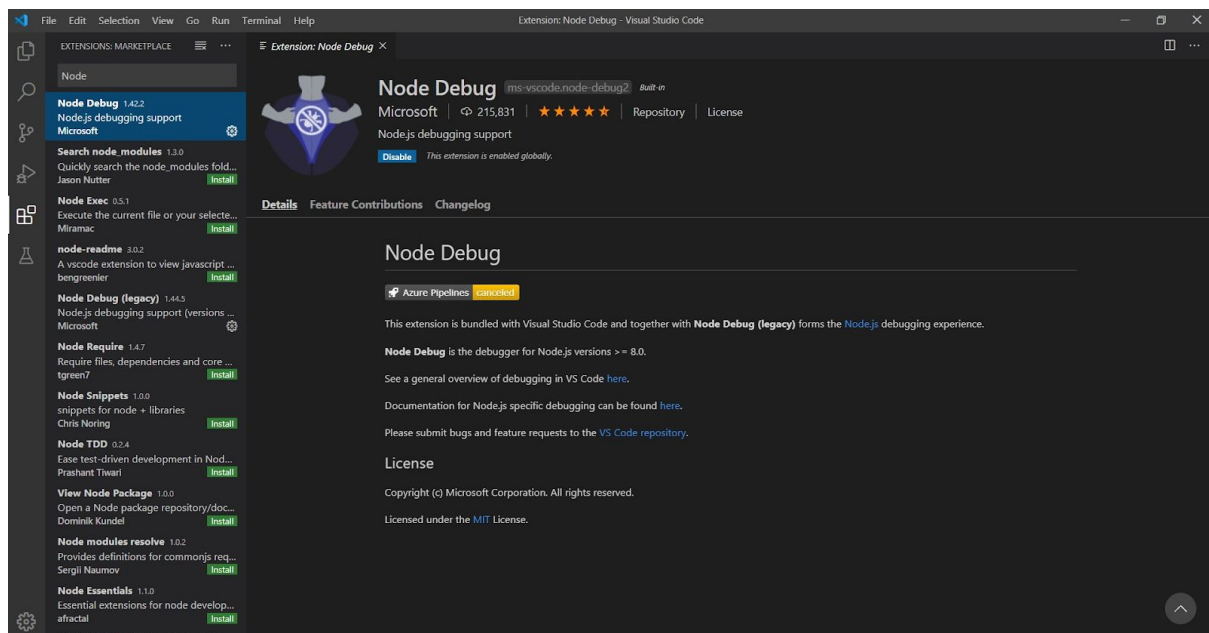 File Edit Selection View Go Run Terminal Help
Extension: Node Debug - Visual Studio Code
EXTENSIONS: MARKETPLACE
Extension: Node Debug
Node
Node Debug 1.42.2
Node.js debugging support
Microsoft
Search node_modules 1.3.0
Quickly search the node_modules fold...
Jason Nutter Install
Node Exec 0.5.1
Execute the current file or your selecte...
Miramac Install
node-readme 3.0.2
A vscode extension to view javascript ...
bengreenier Install
Node Debug (legacy) 1.44.5
Node.js debugging support (versions ...
Microsoft
Node Require 1.4.7
Require files, dependencies and core ...
tgreen7 Install
Node Snippets 1.0.0
snippets for node + libraries
Chris Noring Install
Node TDD 0.2.4
Ease test-driven development in Nod...
Prashant Tiwari Install
View Node Package 1.0.0
Open a Node package repository/doc...
Dominik Kundel Install
Node modules resolve 1.0.2
Provides definitions for commonjs req...
Sergii Naumov Install
Node Essentials 1.1.0
Essential extensions for node develop...
afractal Install
Node Debug ms-vscode.node-debug2 Built-in
Microsoft 215,831 Repository License
Node.js debugging support
Disable This extension is enabled globally.
Details Feature Contributions Changelog
Node Debug
Azure Pipelines canceled
This extension is bundled with Visual Studio Code and together with Node Debug (legacy) forms the Node.js debugging experience.
Node Debug is the debugger for Node.js versions >= 8.0.
See a general overview of debugging in VS Code here.
Documentation for Node.js specific debugging can be found here.
Please submit bugs and feature requests to the VS Code repository.
License
Copyright (c) Microsoft Corporation. All rights reserved.
Licensed under the MIT License.